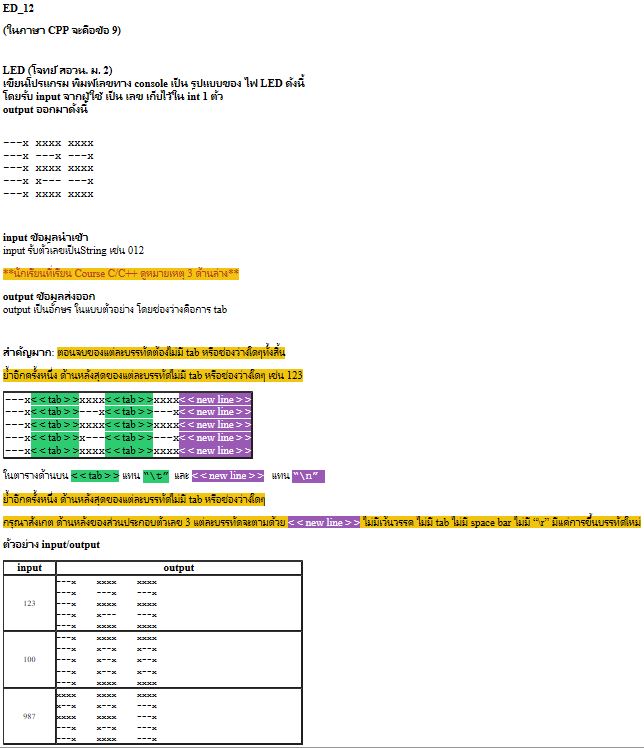 ED_12
(ในภาษา CPP จะคือข้อ 9)
LED (โจทย์ สอวน. ม. 2)
เขียนโปรแกรม พิมพ์เลขทาง console เป็น รูปแบบของ ไฟ LED ดังนี้
โดยรับ input จากผู้ใช้ เป็น เลข เก็บไว้ใน int 1 ตัว
output ออกมาดังนี้
---x xxxx xxxx
---x ---x ---x
---x xxxx xxxx
---x x--- ---x
---x xxxx xxxx
input ข้อมูลนำเข้า
input รับตัวเลขเป็นString เช่น 012
**นักเรียนที่เรียน Course C/C++ ดูหมายเหตุ 3 ด้านล่าง**
output ข้อมูลส่งออก
output เป็นอักษร ในแบบตัวอย่าง โดยช่องว่างคือการ tab
สำคัญมาก: ตอนจบของแต่ละบรรทัดต้องไม่มี tab หรือช่องว่างใดๆทั้งสิ้น
ย้ำอีกครั้งหนึ่ง ด้านหลังสุดของแต่ละบรรทัดไม่มี tab หรือช่องว่างใดๆ เช่น 123
---x<< tab >>xxxx<< tab >>xxxx<< new line >>
---x<< tab >>---x<< tab >>---x<< new line >>
---x<< tab >>xxxx<< tab >>xxxx<< new line >>
---x<< tab >>x---<< tab >>---x<< new line >>
---x<< tab >>xxxx<< tab >>xxxx<< new line >>
ในตารางด้านบน << tab >> แทน "\t" และ << new line >> แทน "\n"
ย้ำอีกครั้งหนึ่ง ด้านหลังสุดของแต่ละบรรทัดไม่มี tab หรือช่องว่างใดๆ
กรุณาสังเกต ด้านหลังของส่วนประกอบตัวเลข 3 แต่ละบรรทัดจะตามด้วย << new line >> ไม่มีเว้นวรรค ไม่มี tab ไม่มี space bar ไม่มี "\r" มีแค่การขึ้นบรรทัดใหม่
ตัวอย่าง input/output
input output
123
---x xxxx xxxx
---x ---x ---x
---x xxxx xxxx
---x x--- ---x
---x xxxx xxxx
100
---x xxxx xxxx
---x x--x x--x
---x x--x x--x
---x x--x x--x
---x xxxx xxxx
987
xxxx xxxx xxxx
x--x x--x ---x
xxxx xxxx ---x
---x x--x ---x
xxxx xxxx ---x